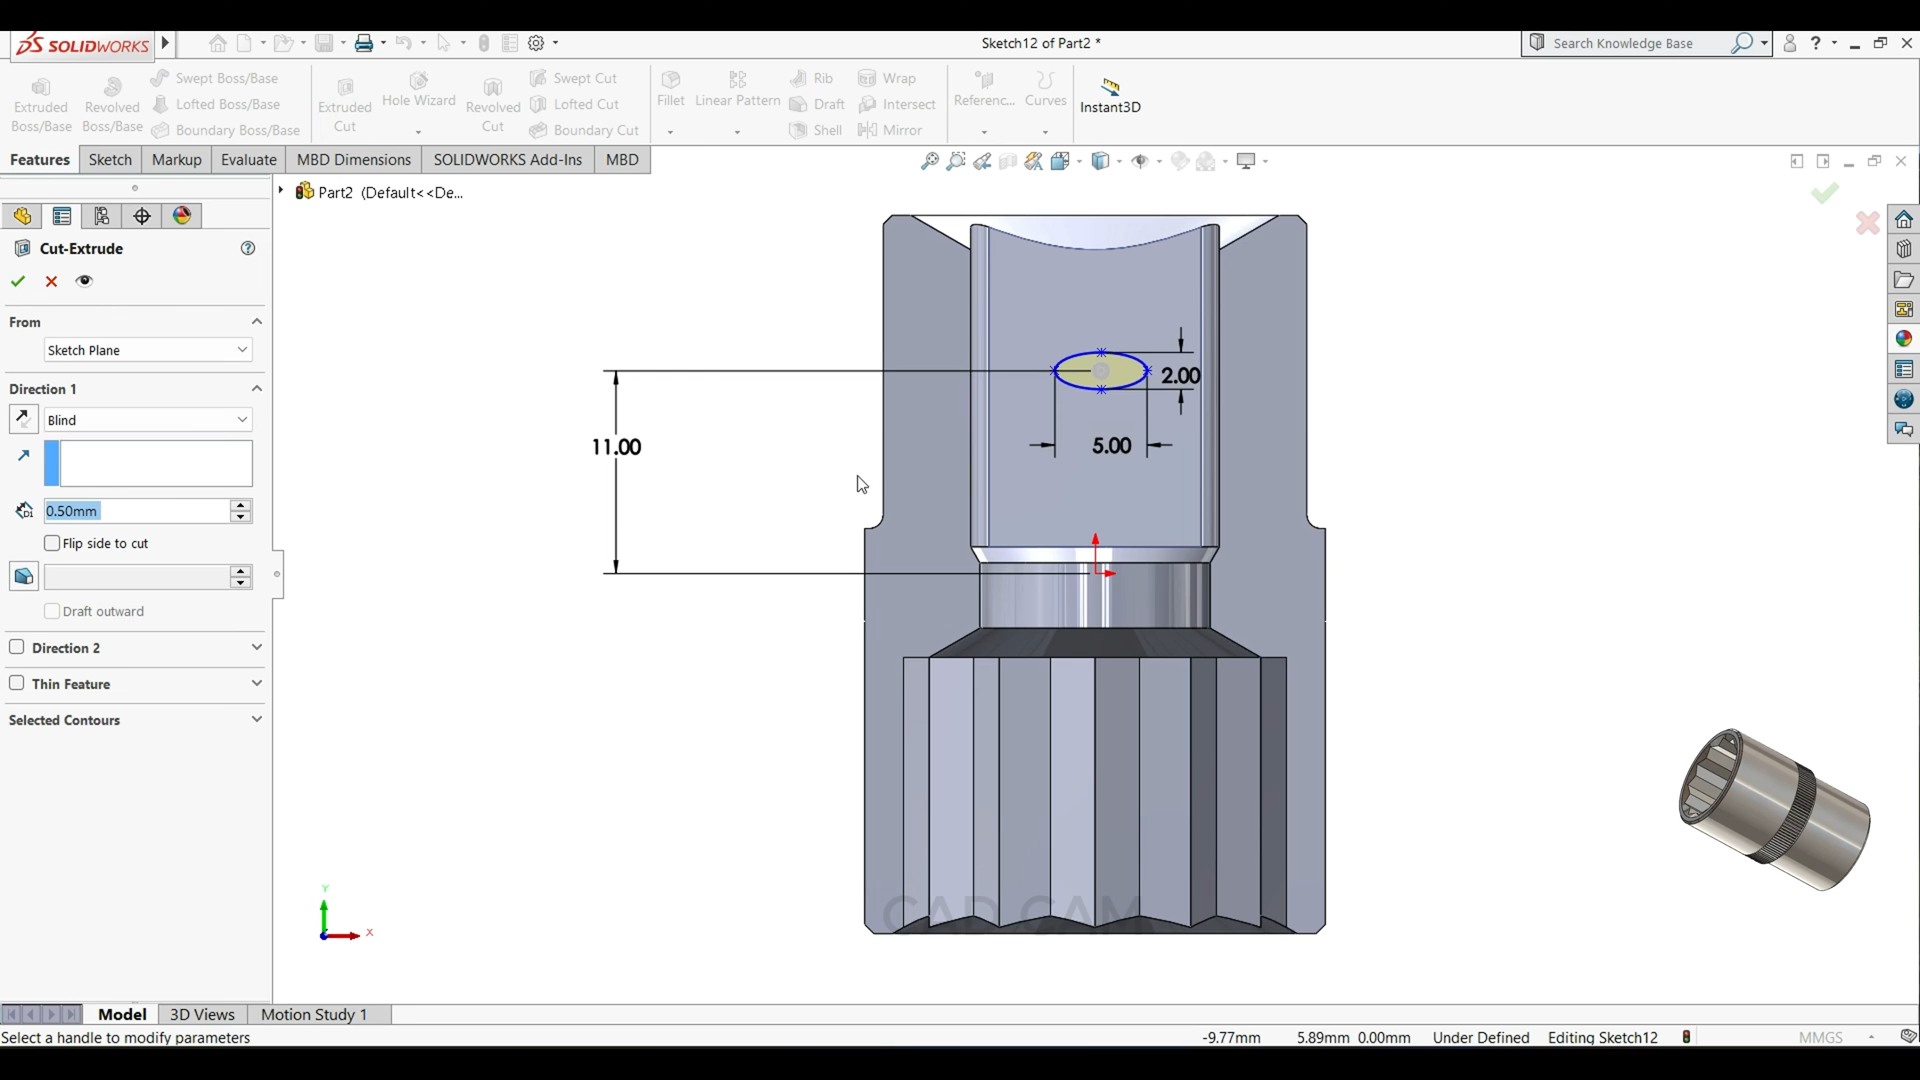 SOLIDWORKS
Sketch12 of Part2 *
Search Knowledge Base
?
Extruded Boss/Base
Revolved Boss/Base
Swept Boss/Base
Lofted Boss/Base
Boundary Boss/Base
Extruded Cut
Hole Wizard
Revolved Cut
Swept Cut
Lofted Cut
Boundary Cut
Fillet
Linear Pattern
Rib
Draft
Shell
Wrap
Intersect
Mirror
Referenc...
Curves
Instant3D
Features
Sketch
Markup
Evaluate
MBD Dimensions
SOLIDWORKS Add-Ins
MBD
Part2 (Default<<De...
Cut-Extrude
?
From
Sketch Plane
Direction 1
Blind
D1
0.50mm
Flip side to cut
Draft outward
Direction 2
Thin Feature
Selected Contours
11.00
2.00
5.00
Y
X
CAD CAM
Model
3D Views
Motion Study 1
Select a handle to modify parameters
-9.77mm
5.89mm 0.00mm
Under Defined
Editing Sketch12
MMGS